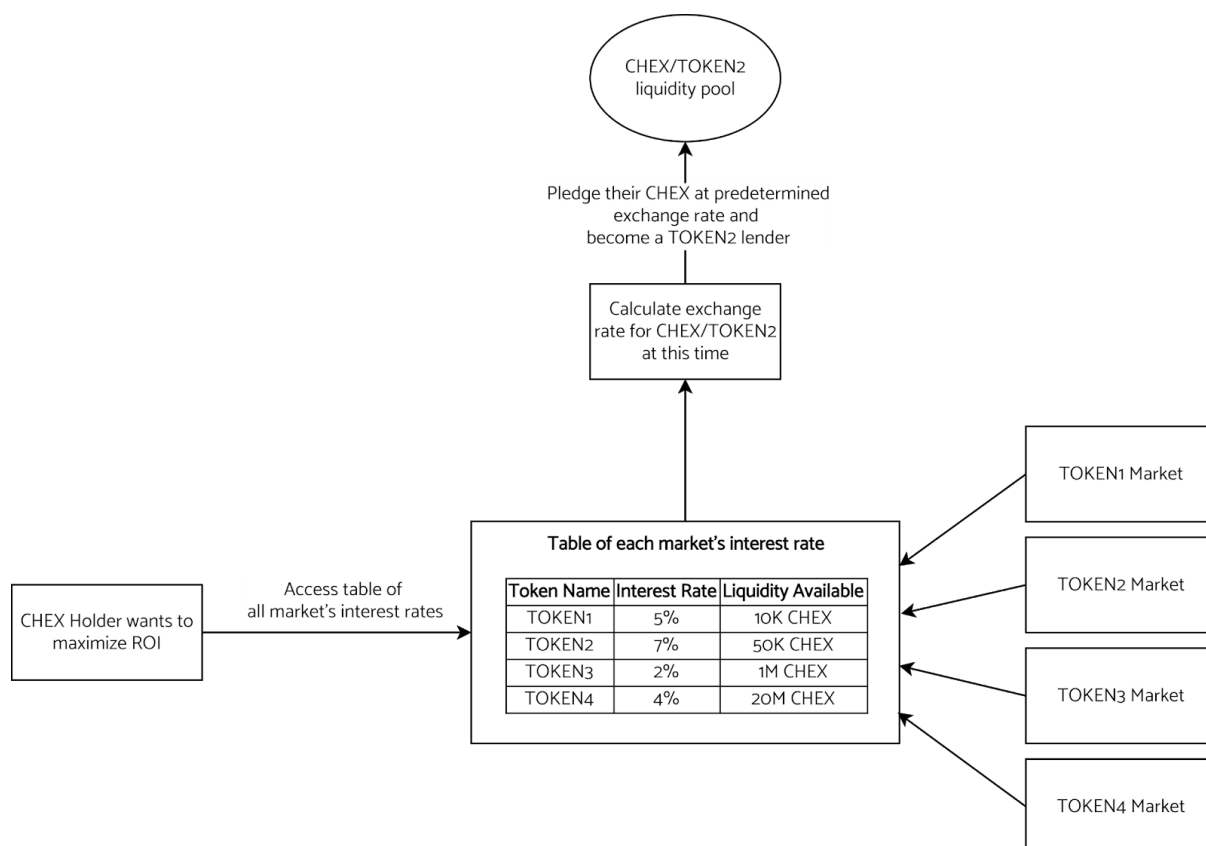 CHEX/TOKEN2
liquidity pool
Pledge their CHEX at predetermined
exchange rate and
become a TOKEN2 lender
Calculate exchange
rate for CHEX/TOKEN2
at this time
TOKEN1 Market
Table of each market's interest rate
Token Name Interest Rate Liquidity Available
TOKEN1 5% 10K CHEX
TOKEN2 7% 50K CHEX
TOKEN3 2% 1M CHEX
TOKEN4 4% 20M CHEX
TOKEN2 Market
Access table of
all market's interest rates
CHEX Holder wants to
maximize ROI
TOKEN3 Market
TOKEN4 Market